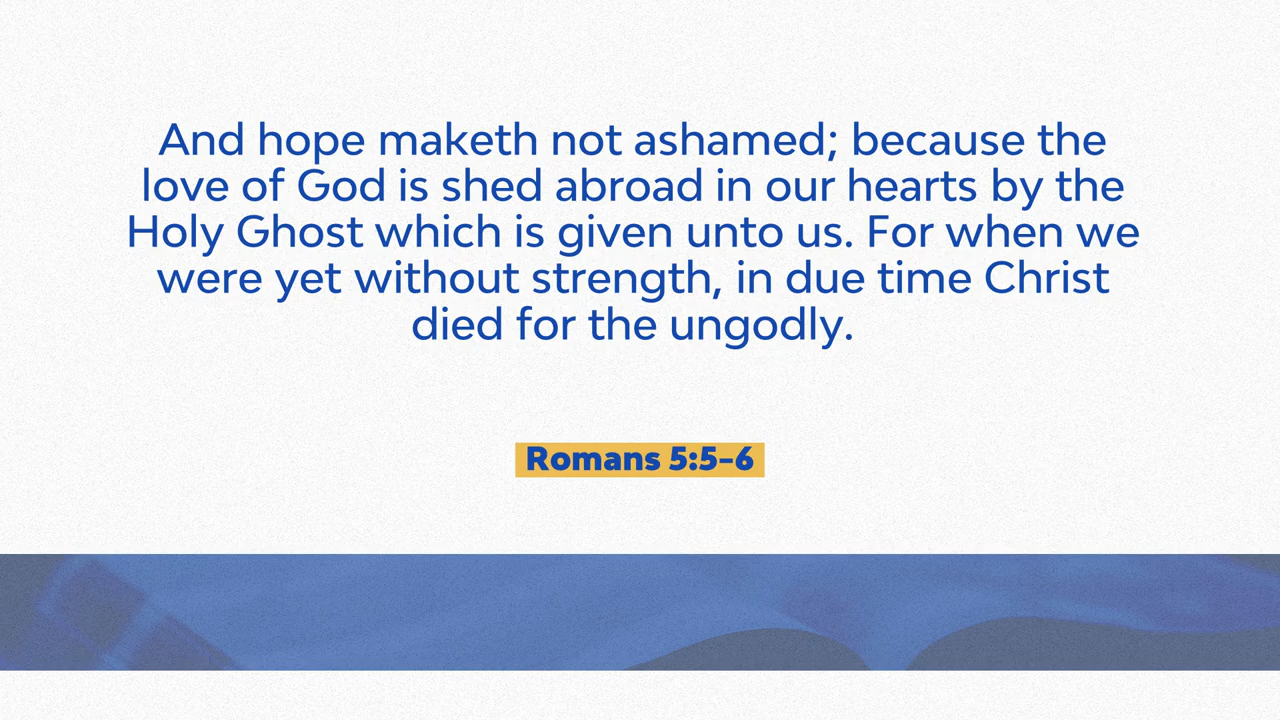 And hope maketh not ashamed; because the
love of God is shed abroad in our hearts by the
Holy Ghost which is given unto us. For when we
were yet without strength, in due time Christ
died for the ungodly.
Romans 5:5-6